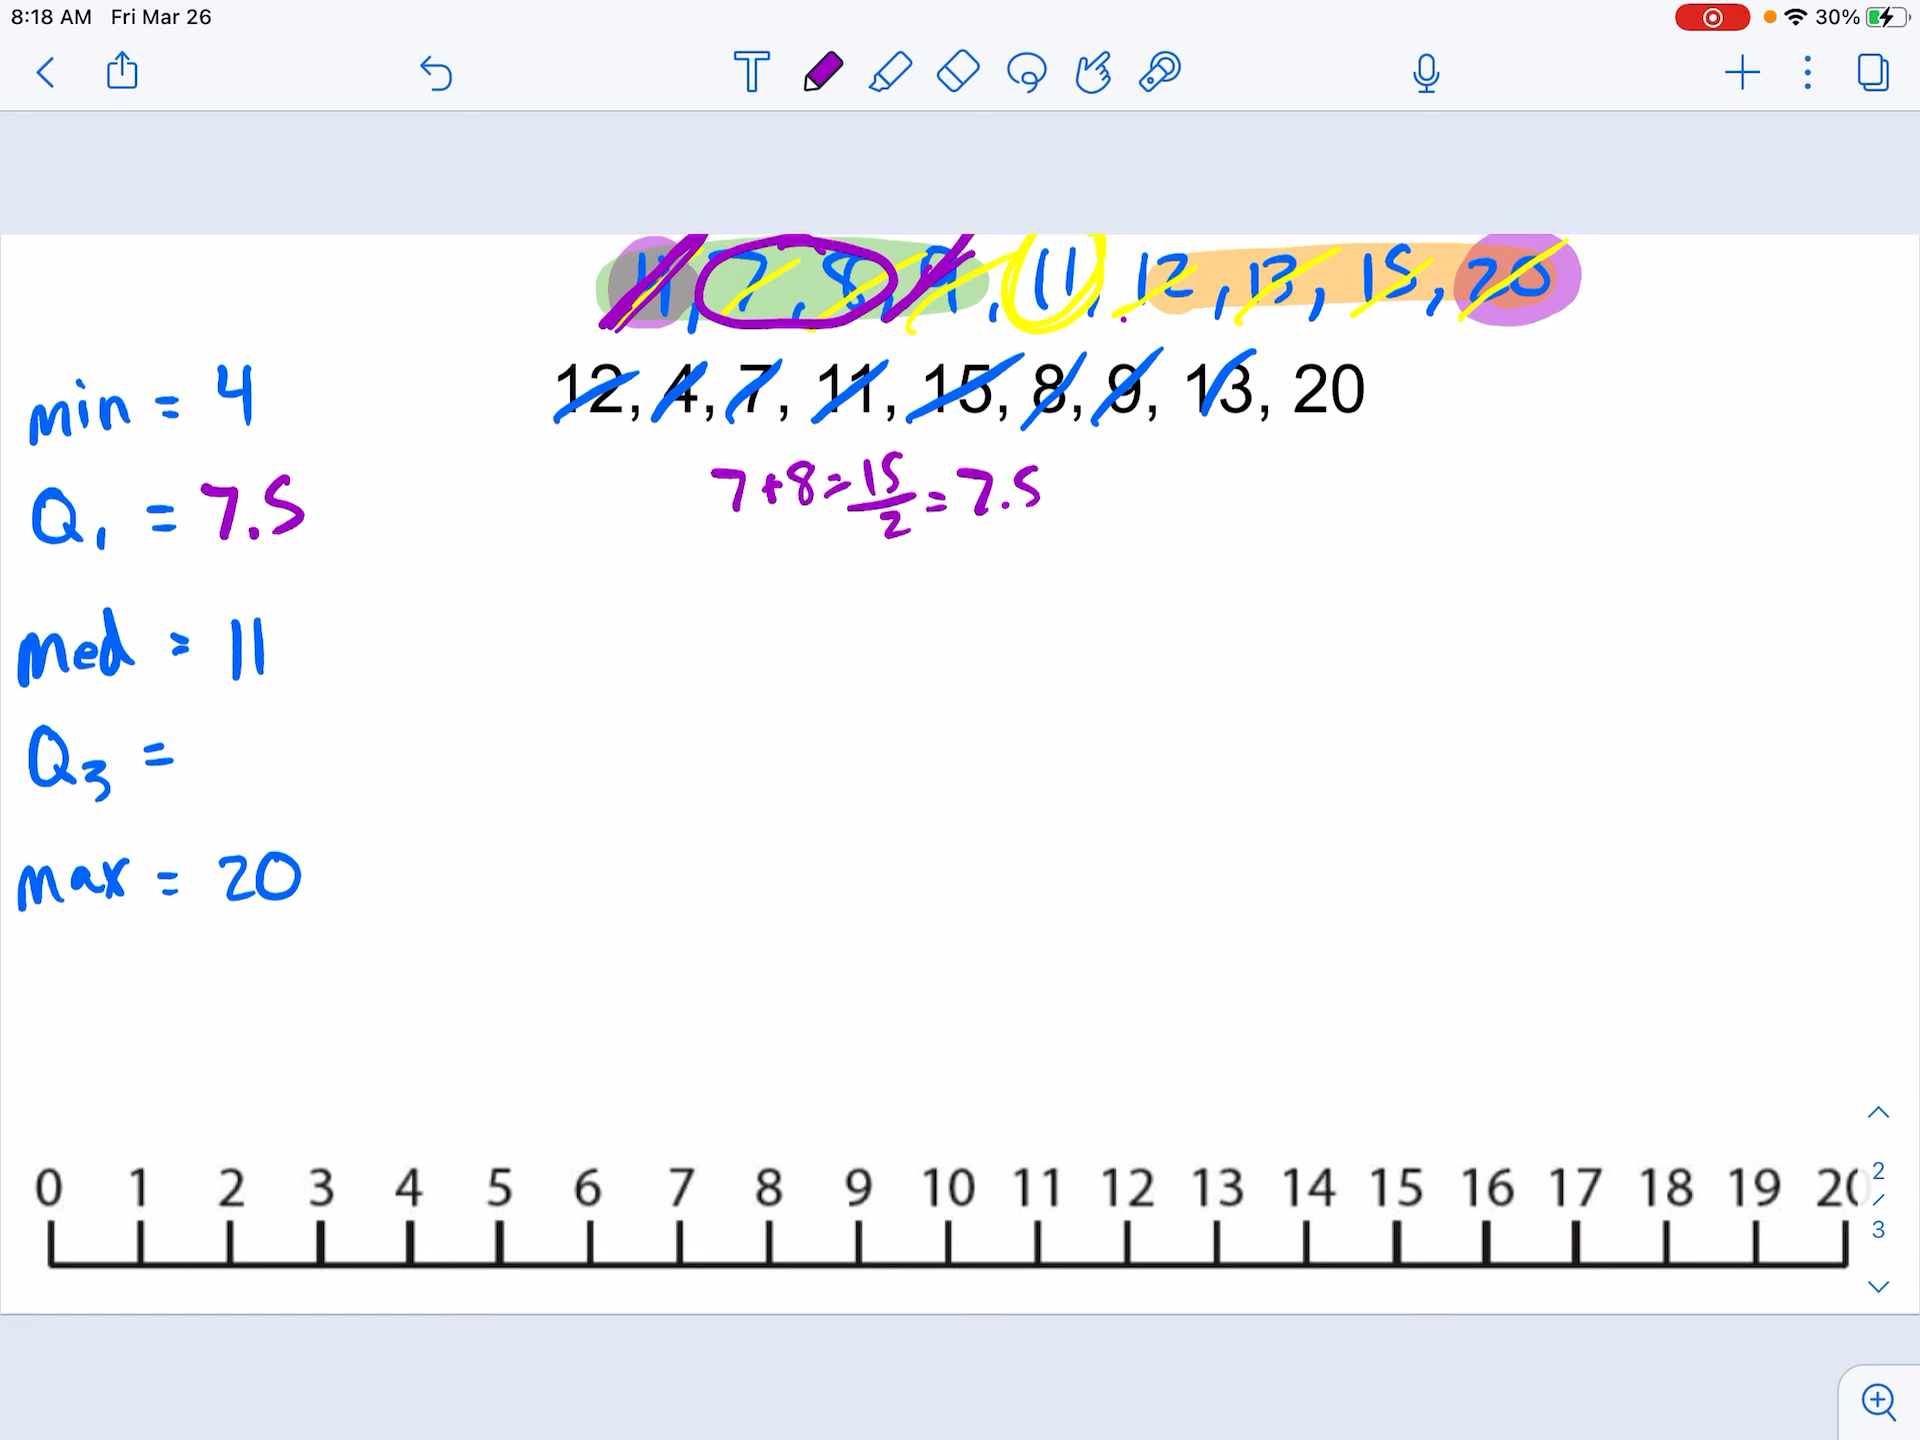 8:18 AM Fri Mar 26 30%
T
4, 7, 8, 9, 11, 12, 13, 15, 20
12, 4, 7, 11, 15, 8, 9, 13, 20
min = 4
7+8=15/2=7.5
Q1 = 7.5
med = 11
Q3 =
max = 20
0 1 2 3 4 5 6 7 8 9 10 11 12 13 14 15 16 17 18 19 20
2/3